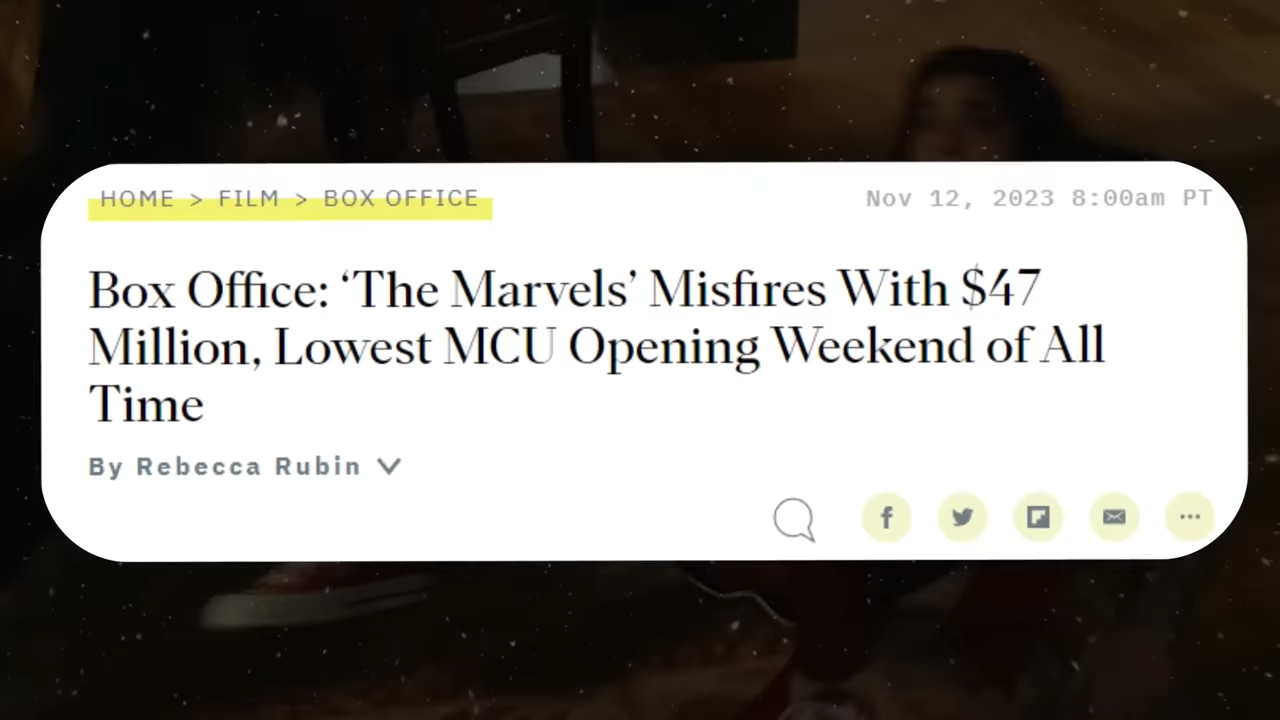 HOME > FILM > BOX OFFICE
Nov 12, 2023 8:00am PT
Box Office: ‘The Marvels’ Misfires With $47
Million, Lowest MCU Opening Weekend of All
Time
By Rebecca Rubin